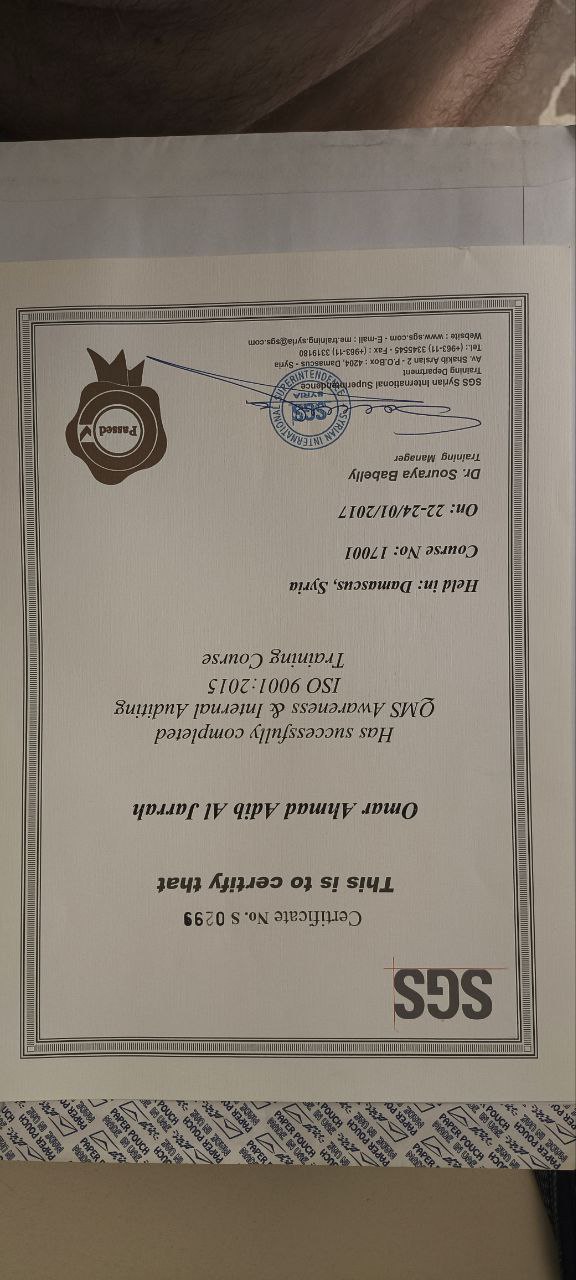 SGS
Certificate No. S 0299
This is to certify that
Omar Ahmad Adib Al Jarrah
Has successfully completed
QMS Awareness & Internal Auditing
ISO 9001:2015
Training Course
Held in: Damascus, Syria
Course No: 17001
On: 22-24/01/2017
Dr. Souraya Babelly
Training Manager
SGS Syrian International Superintendence
Training Department
Av. Shakib Arslan 2 - P.O.Box : 4204, Damascus - Syria
Tel.: (+963-11) 3345545 - Fax : (+963-11) 3319180
Website : www.sgs.com - E-mail : me.training.syria@sgs.com
SYRIAN INTERNATIONAL SUPERINTENDENCE
SGS
SYRIA
Passed
PAPER POUCH